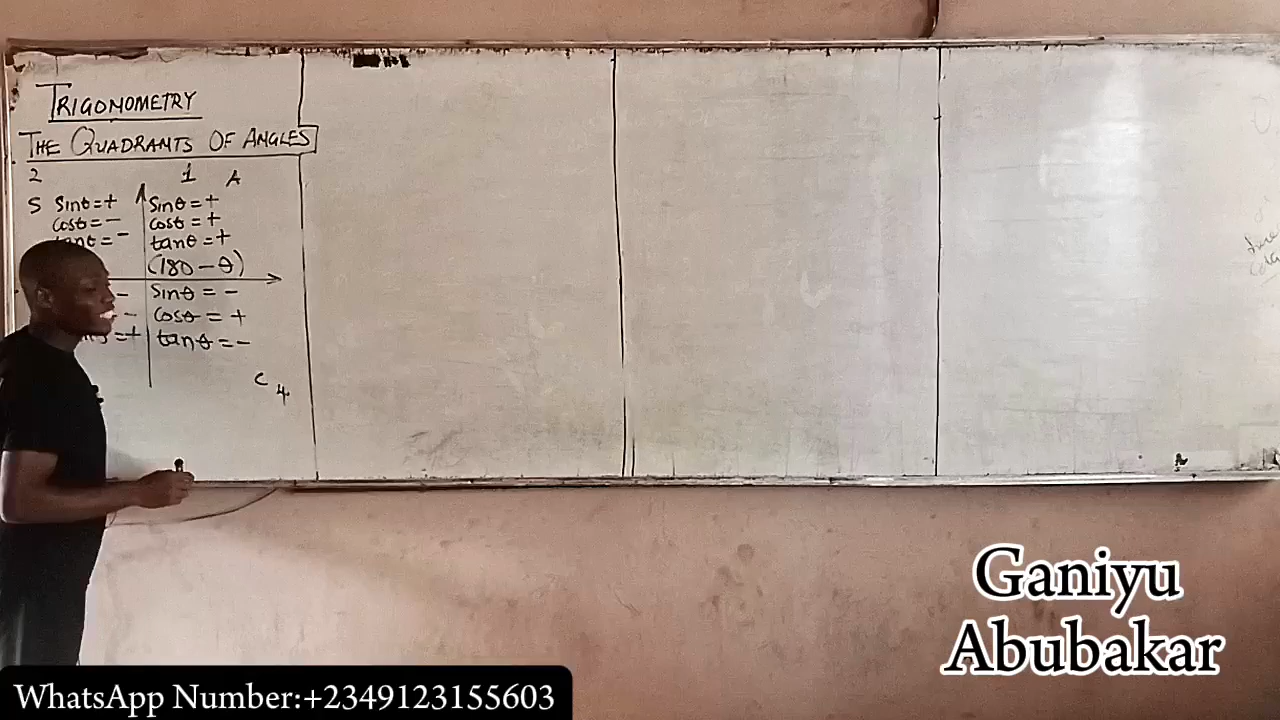 TRIGONOMETRY
THE QUADRANTS OF ANGLES
2
1 A
S sinθ=+
cosθ=-
tanθ=-
sinθ=+
cosθ=+
tanθ=+
(180-θ)
-
-
=+
sinθ=-
cosθ=+
tanθ=-
C 4
Ganiyu
Abubakar
WhatsApp Number:+2349123155603